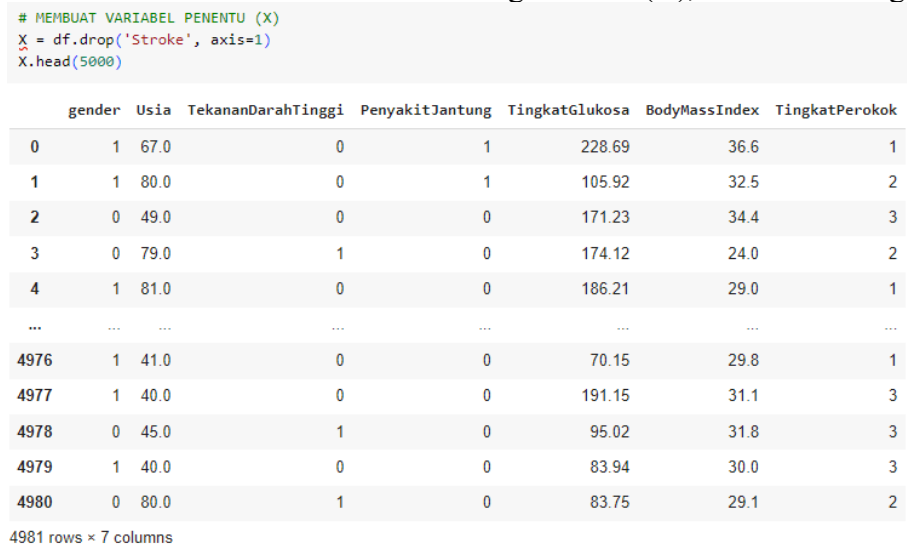 # MEMBUAT VARIABEL PENENTU (X)
X = df.drop('Stroke', axis=1)
X.head(5000)
gender Usia TekananDarahTinggi PenyakitJantung TingkatGlukosa BodyMassIndex TingkatPerokok
0 1 67.0 0 1 228.69 36.6 1
1 1 80.0 0 1 105.92 32.5 2
2 0 49.0 0 0 171.23 34.4 3
3 0 79.0 1 0 174.12 24.0 2
4 1 81.0 0 0 186.21 29.0 1
... ... ... ... ... ... ... ...
4976 1 41.0 0 0 70.15 29.8 1
4977 1 40.0 0 0 191.15 31.1 3
4978 0 45.0 1 0 95.02 31.8 3
4979 1 40.0 0 0 83.94 30.0 3
4980 0 80.0 1 0 83.75 29.1 2
4981 rows × 7 columns